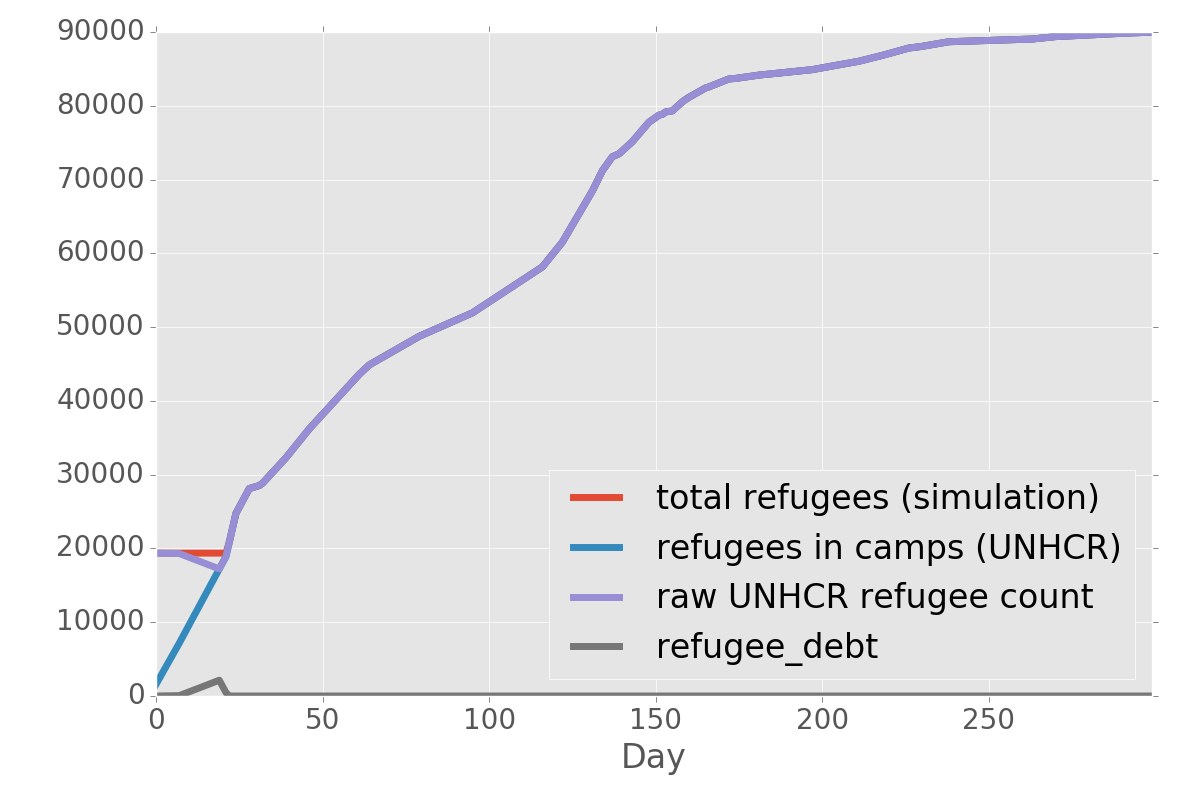 90000
80000
70000
60000
50000
40000
30000
20000
10000
0
total refugees (simulation)
refugees in camps (UNHCR)
raw UNHCR refugee count
refugee_debt
0 50 100 150 200 250
Day